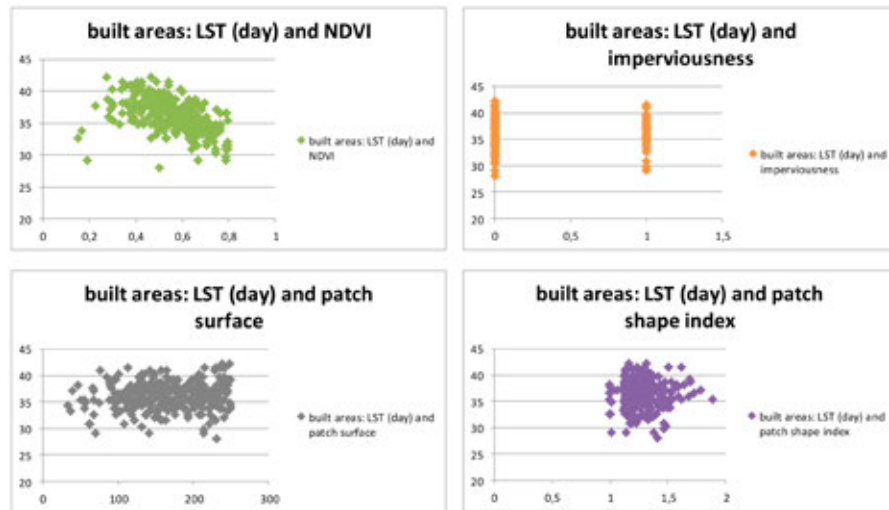 built areas: LST (day) and NDVI
45
40
35
30
25
20
0 0,2 0,4 0,6 0,8 1
built areas: LST (day) and
NDVI
built areas: LST (day) and
imperviousness
45
40
35
30
25
20
0 0,5 1 1,5
built areas: LST (day) and
imperviousness
built areas: LST (day) and patch
surface
45
40
35
30
25
20
0 100 200 300
built areas: LST (day) and
patch surface
built areas: LST (day) and patch
shape index
45
40
35
30
25
20
0 0,5 1 1,5 2
built areas: LST (day) and
patch shape index